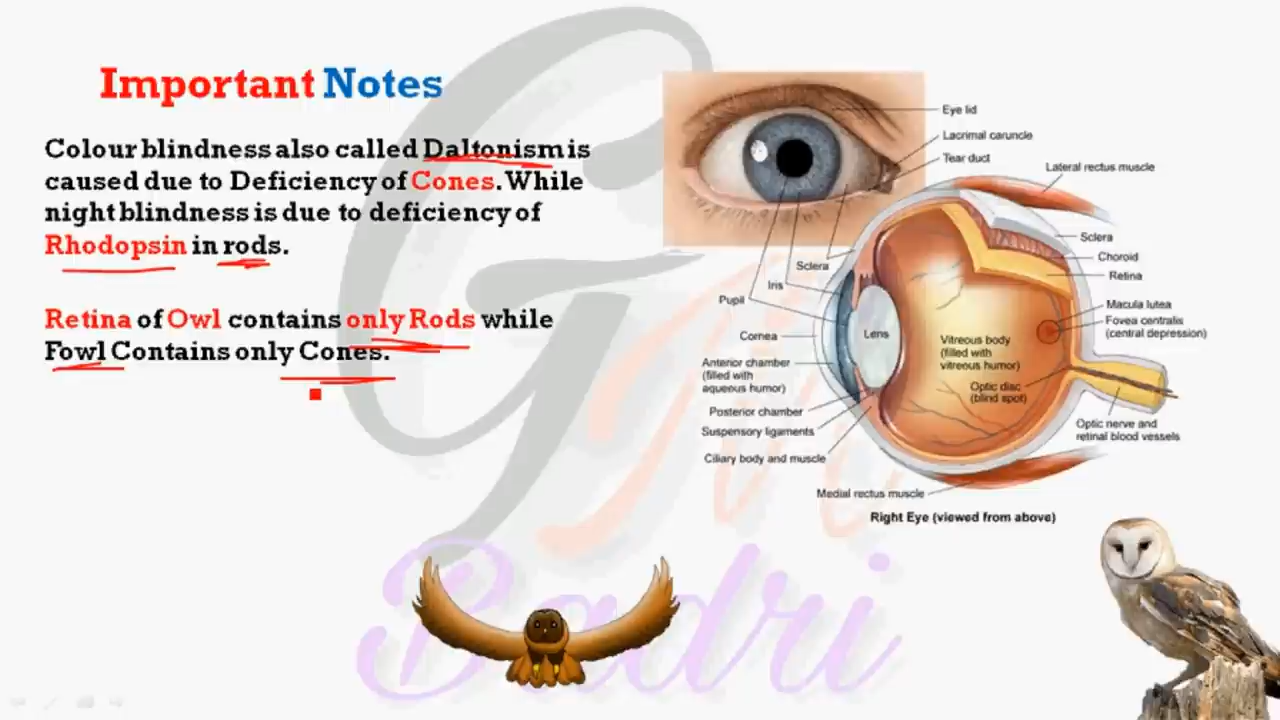 Important Notes
Colour blindness also called Daltonism is
caused due to Deficiency of Cones. While
night blindness is due to deficiency of
Rhodopsin in rods.
Retina of Owl contains only Rods while
Fowl Contains only Cones.
Eye lid
Lacrimal caruncle
Tear duct
Lateral rectus muscle
Sclera
Choroid
Retina
Macula lutea
Fovea centralis
(central depression)
Sclera
Iris
Pupil
Cornea
Lens
Vitreous body
(filled with
vitreous humor)
Anterior chamber
(filled with
aqueous humor)
Optic disc
(blind spot)
Posterior chamber
Suspensory ligaments
Ciliary body and muscle
Optic nerve and
retinal blood vessels
Medial rectus muscle
Right Eye (viewed from above)
GM
Badri